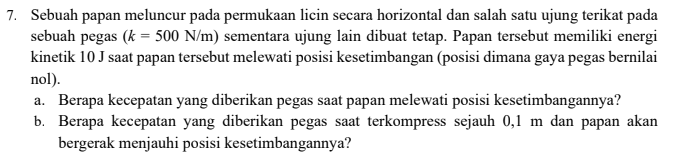 7. Sebuah papan meluncur pada permukaan licin secara horizontal dan salah satu ujung terikat pada
sebuah pegas (k = 500 N/m) sementara ujung lain dibuat tetap. Papan tersebut memiliki energi
kinetik 10 J saat papan tersebut melewati posisi kesetimbangan (posisi dimana gaya pegas bernilai
nol).
a. Berapa kecepatan yang diberikan pegas saat papan melewati posisi kesetimbangannya?
b. Berapa kecepatan yang diberikan pegas saat terkompress sejauh 0,1 m dan papan akan
bergerak menjauhi posisi kesetimbangannya?